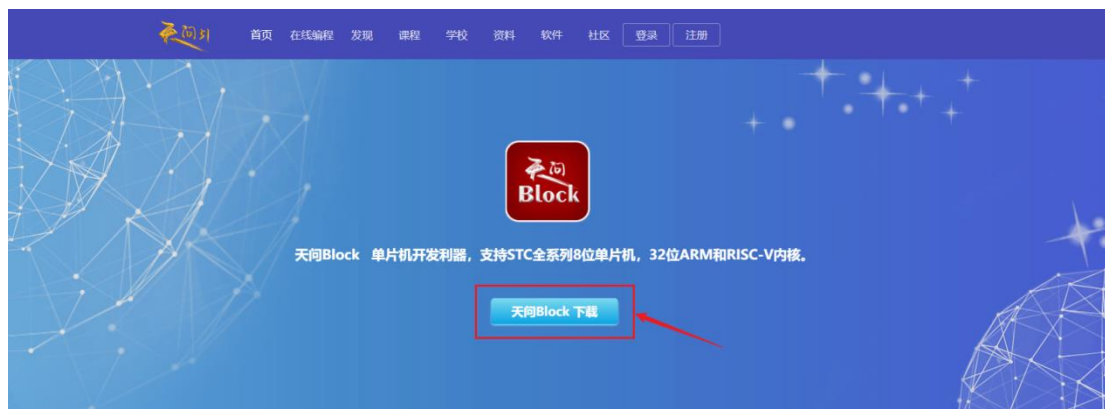 天问51 首页 在线编程 发现 课程 学校 资料 软件 社区 登录 注册
天问
Block
天问Block 单片机开发利器，支持STC全系列8位单片机，32位ARM和RISC-V内核。
天问Block 下载